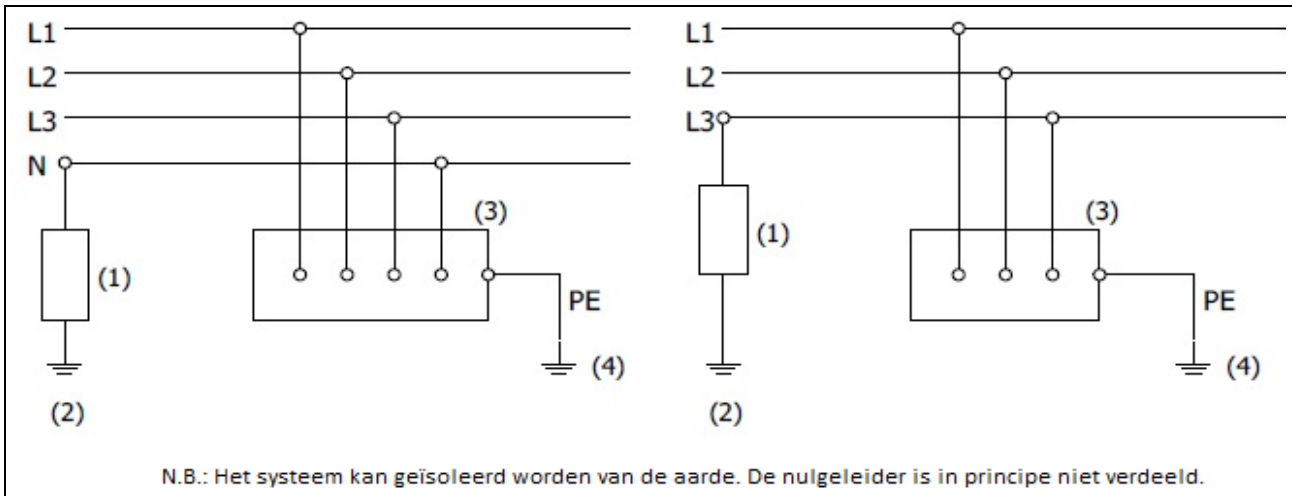 L1 L1
L2 L2
L3 L3
N
(3) (3)
(1) (1)
PE PE
(4) (4)
(2) (2)
N.B.: Het systeem kan geïsoleerd worden van de aarde. De nulgeleider is in principe niet verdeeld.